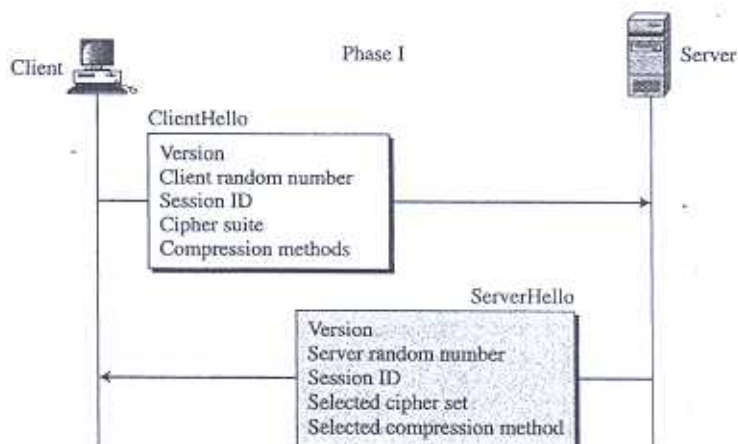 Phase I
Client
Server
ClientHello
Version
Client random number
Session ID
Cipher suite
Compression methods
ServerHello
Version
Server random number
Session ID
Selected cipher set
Selected compression method